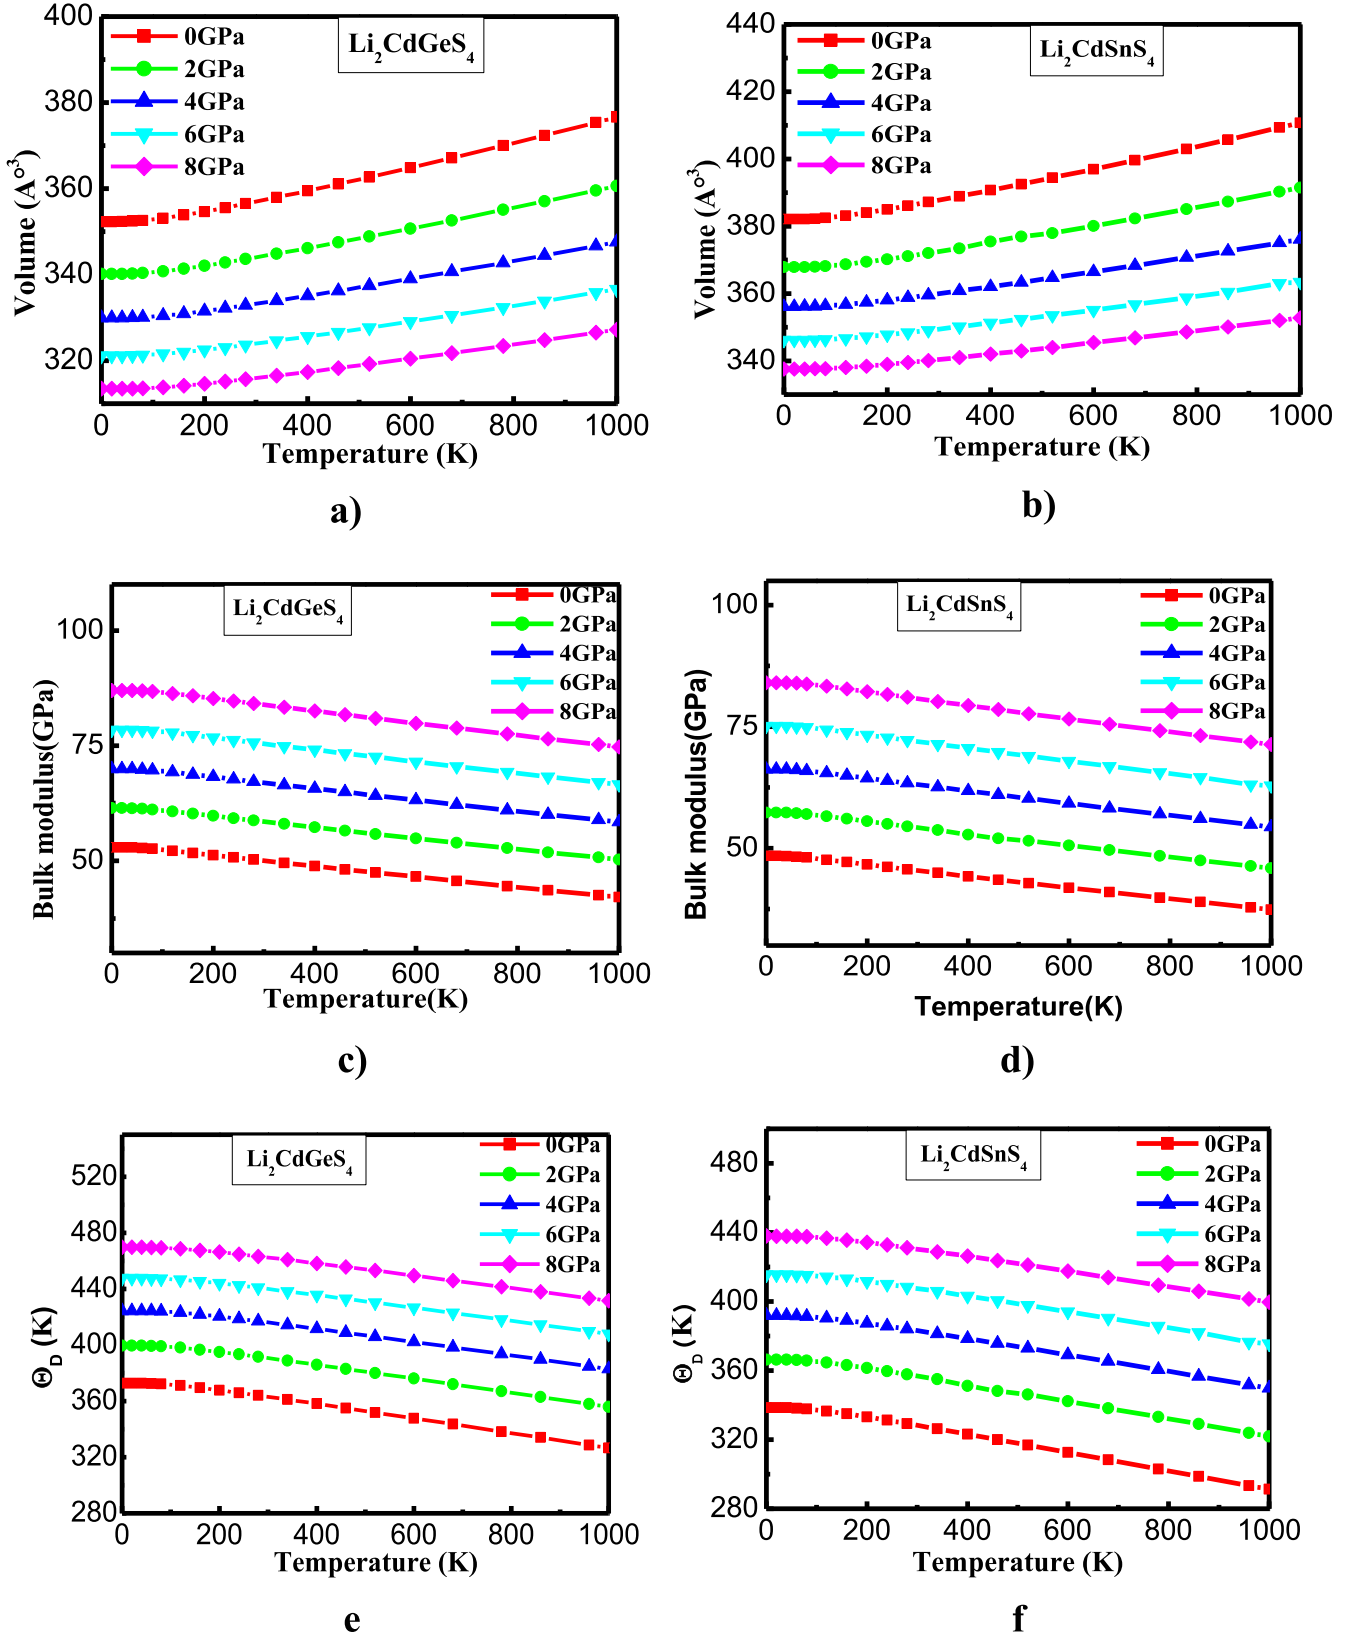 400
380
360
340
320
Volume (A°³)
0GPa
2GPa
4GPa
6GPa
8GPa
Li₂CdGeS₄
0 200 400 600 800 1000
Temperature (K)
a)
440
420
400
380
360
340
Volume (A°³)
0GPa
2GPa
4GPa
6GPa
8GPa
Li₂CdSnS₄
0 200 400 600 800 1000
Temperature (K)
b)
100
75
50
Bulk modulus(GPa)
Li₂CdGeS₄
0GPa
2GPa
4GPa
6GPa
8GPa
0 200 400 600 800 1000
Temperature(K)
c)
100
75
50
Bulk modulus(GPa)
Li₂CdSnS₄
0GPa
2GPa
4GPa
6GPa
8GPa
0 200 400 600 800 1000
Temperature(K)
d)
520
480
440
400
360
320
280
Θ_D (K)
Li₂CdGeS₄
0GPa
2GPa
4GPa
6GPa
8GPa
0 200 400 600 800 1000
Temperature (K)
e
480
440
400
360
320
280
Θ_D (K)
Li₂CdSnS₄
0GPa
2GPa
4GPa
6GPa
8GPa
0 200 400 600 800 1000
Temperature (K)
f